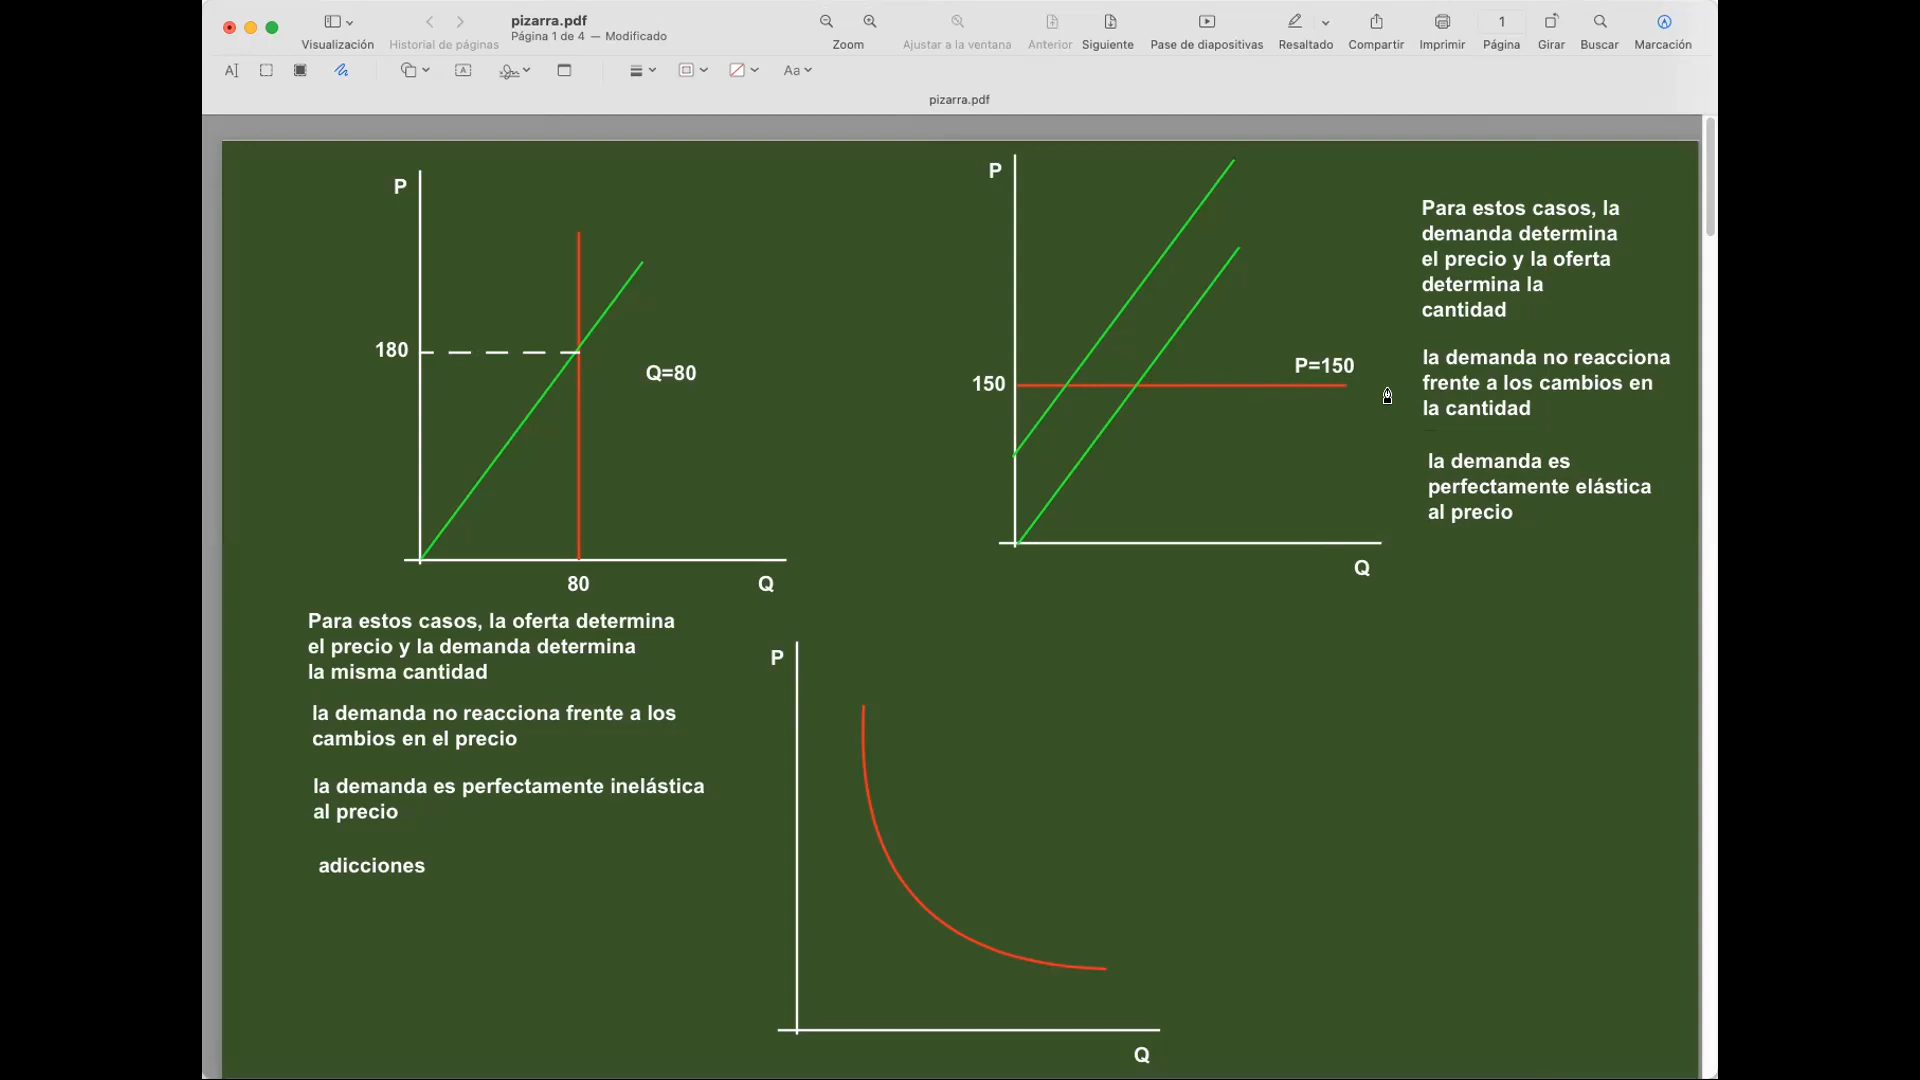 pizarra.pdf
Página 1 de 4 — Modificado
Visualización
Historial de páginas
Zoom
Ajustar a la ventana
Anterior
Siguiente
Pase de diapositivas
Resaltado
Compartir
Imprimir
1
Página
Girar
Buscar
Marcación
A
A
Aa
pizarra.pdf
P
180
Q=80
80
Q
Para estos casos, la oferta determina
el precio y la demanda determina
la misma cantidad
la demanda no reacciona frente a los
cambios en el precio
la demanda es perfectamente inelástica
al precio
adicciones
P
150
P=150
Q
Para estos casos, la
demanda determina
el precio y la oferta
determina la
cantidad
la demanda no reacciona
frente a los cambios en
la cantidad
la demanda es
perfectamente elástica
al precio
P
Q